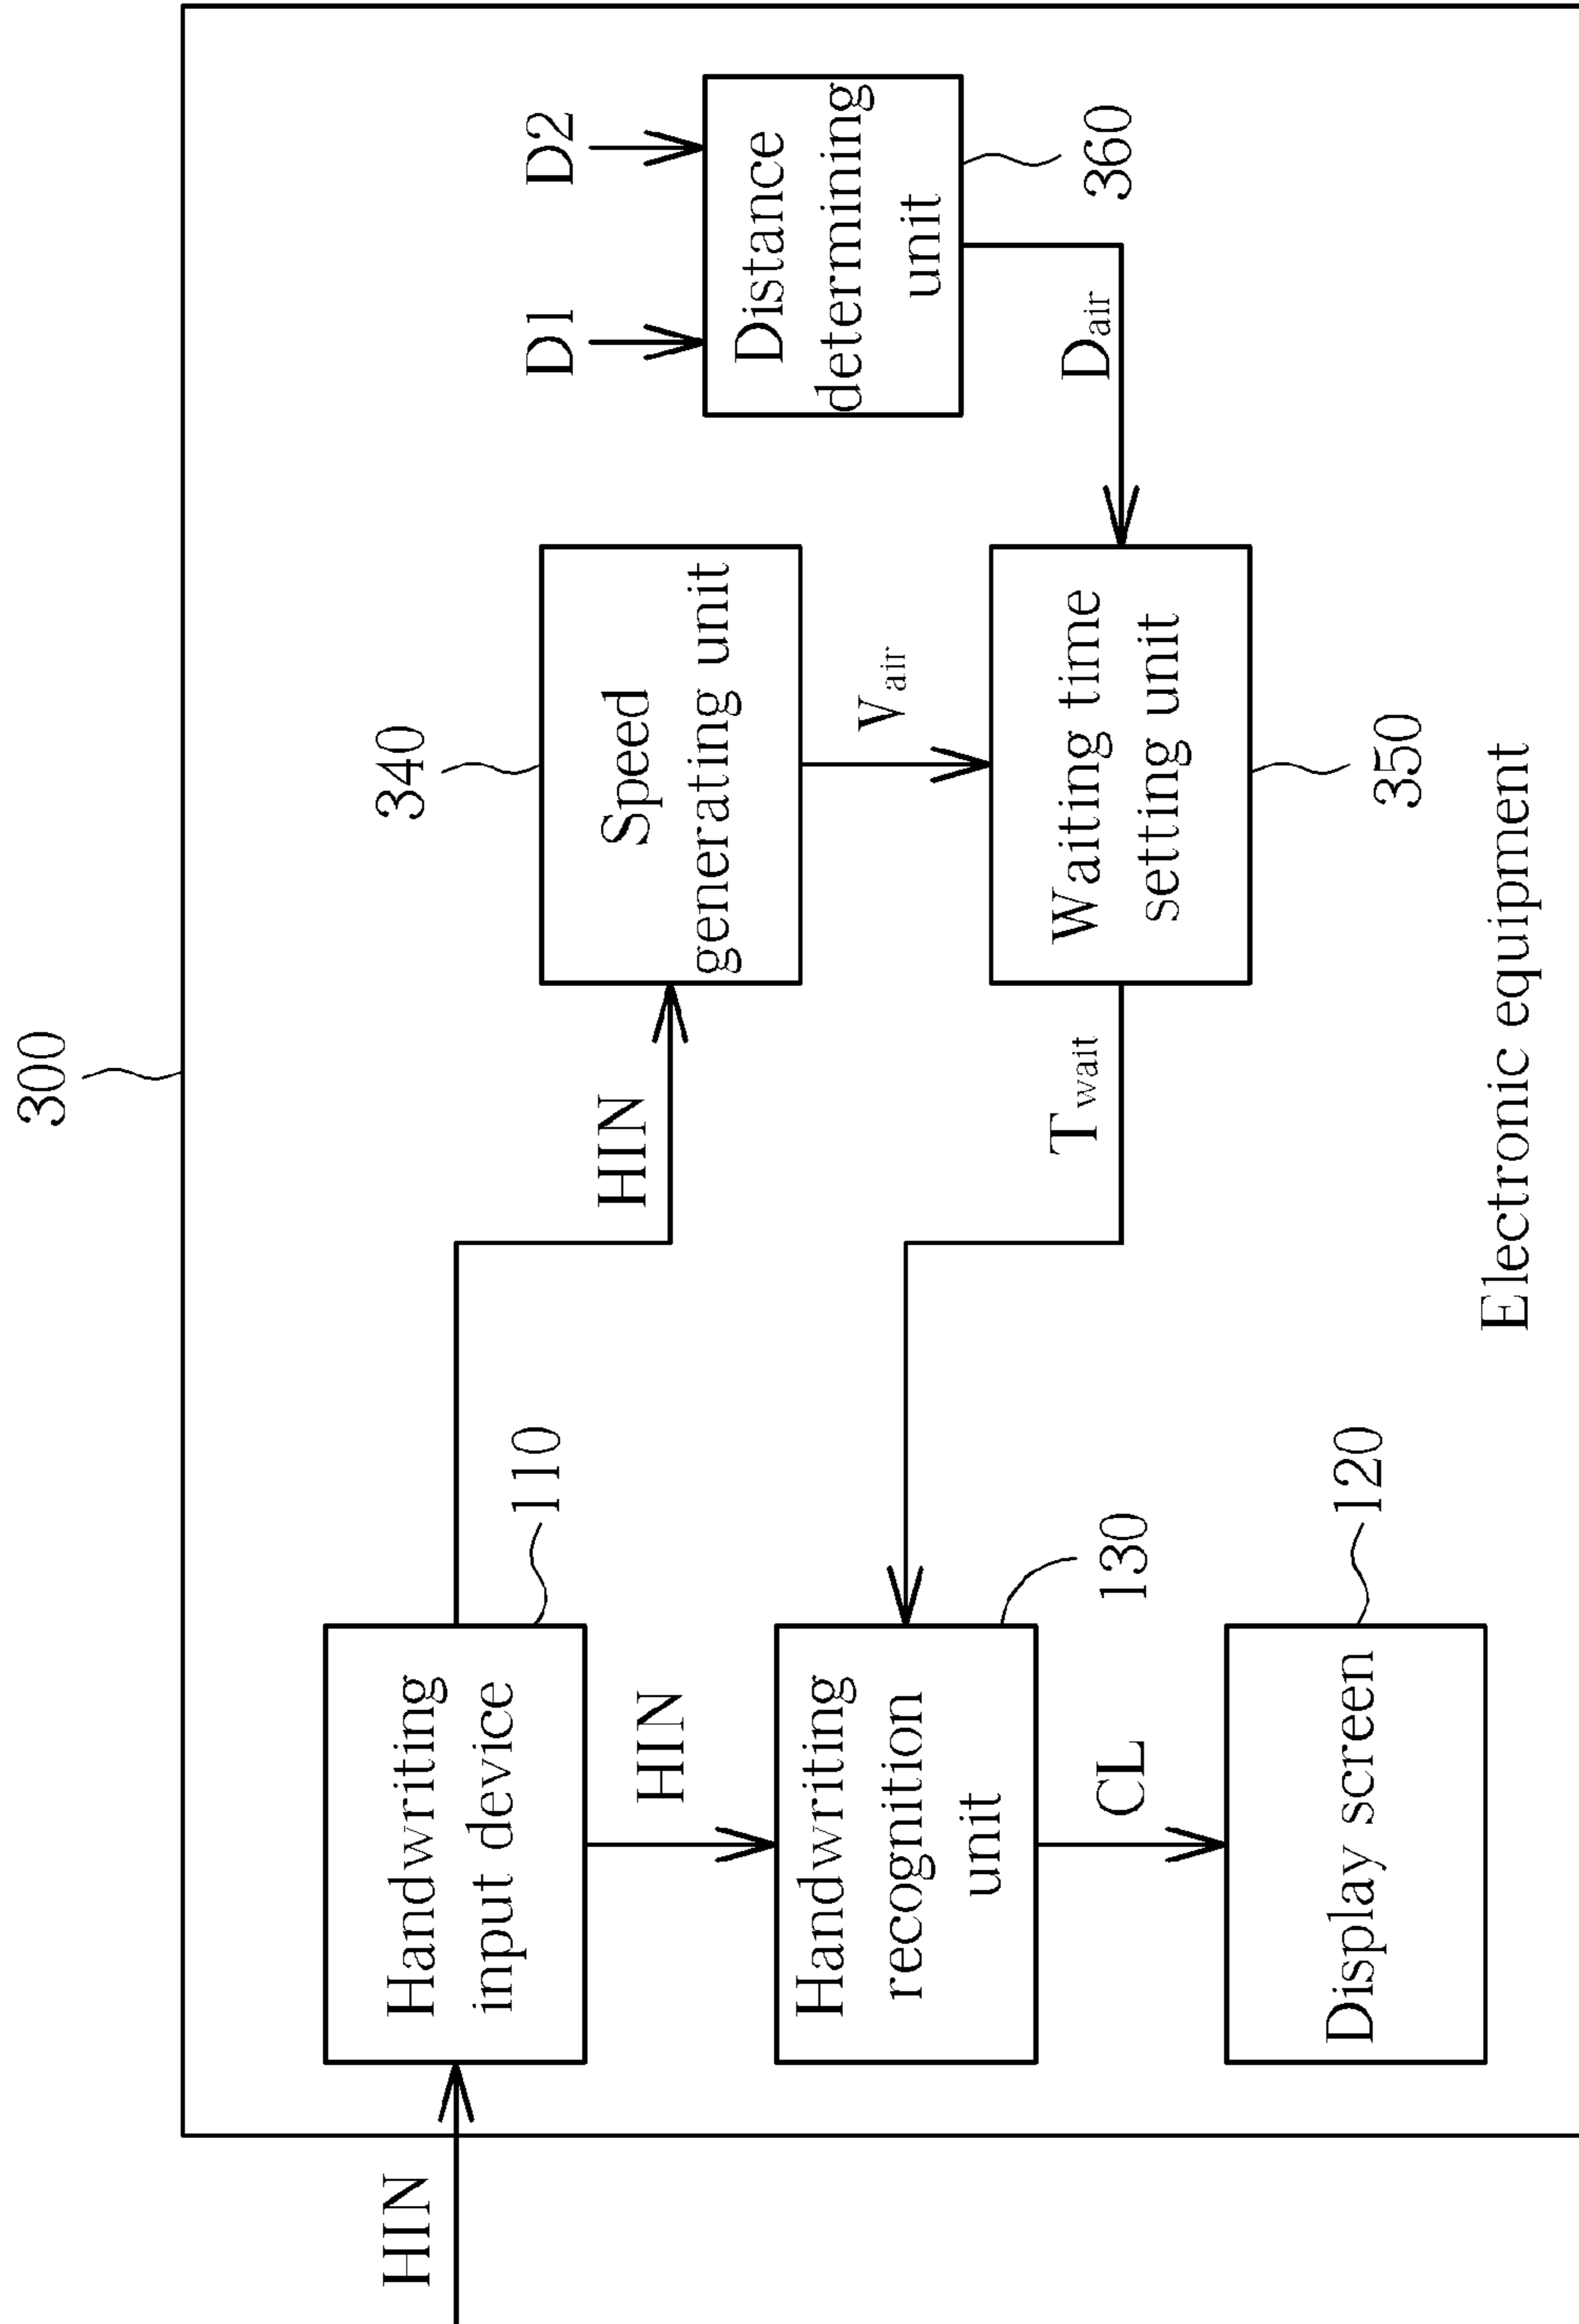 300
HIN
Handwriting
input device
110
HIN
340
Speed
generating unit
D1
D2
Distance
determining
unit
360
HIN
Vair
Dair
Handwriting
recognition
unit
130
Twait
Waiting time
setting unit
350
CL
Display screen
120
Electronic equipment